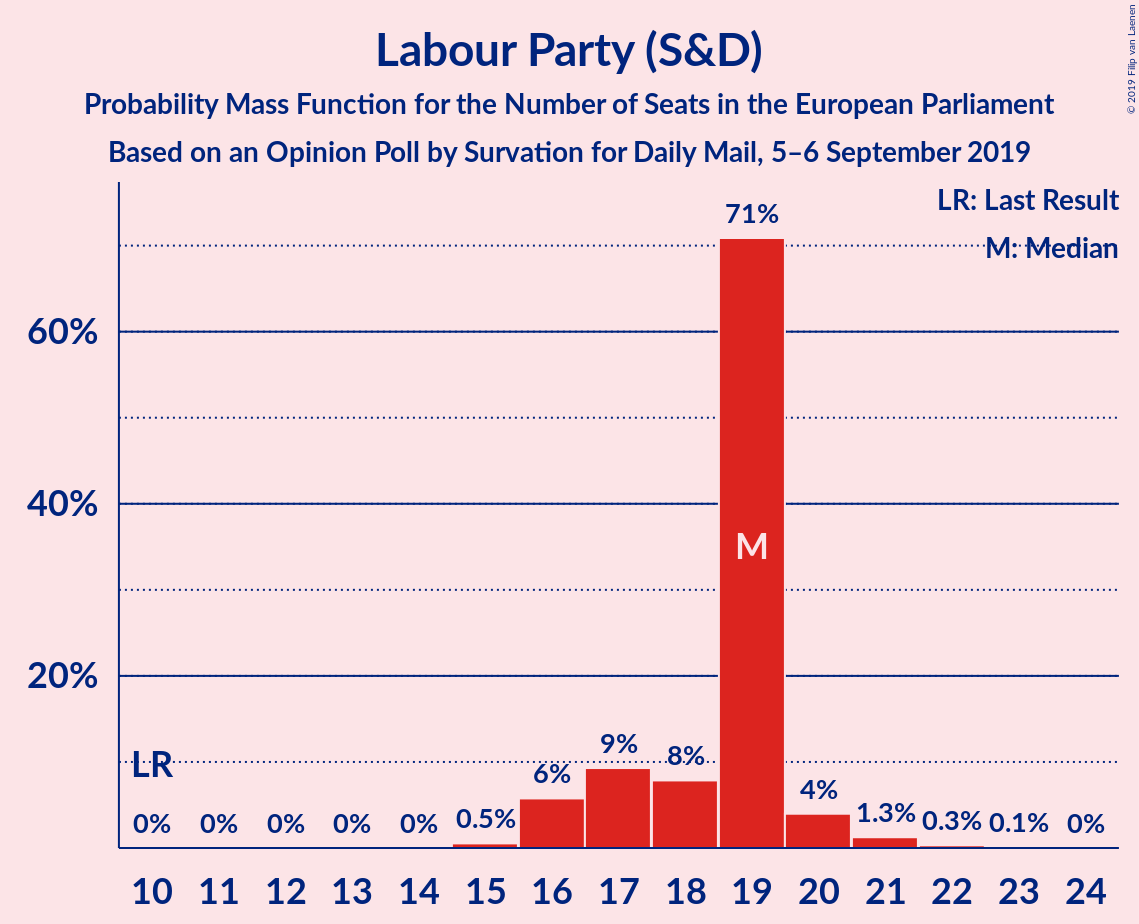 Labour Party (S&D)
Probability Mass Function for the Number of Seats in the European Parliament
Based on an Opinion Poll by Survation for Daily Mail, 5–6 September 2019
© 2019 Filip van Laenen
LR: Last Result
M: Median
71%
60%
40%
M
20%
LR
0%
0%
0%
0%
0%
0.5%
6%
9%
8%
4%
1.3%
0.3%
0.1%
0%
10 11 12 13 14 15 16 17 18 19 20 21 22 23 24